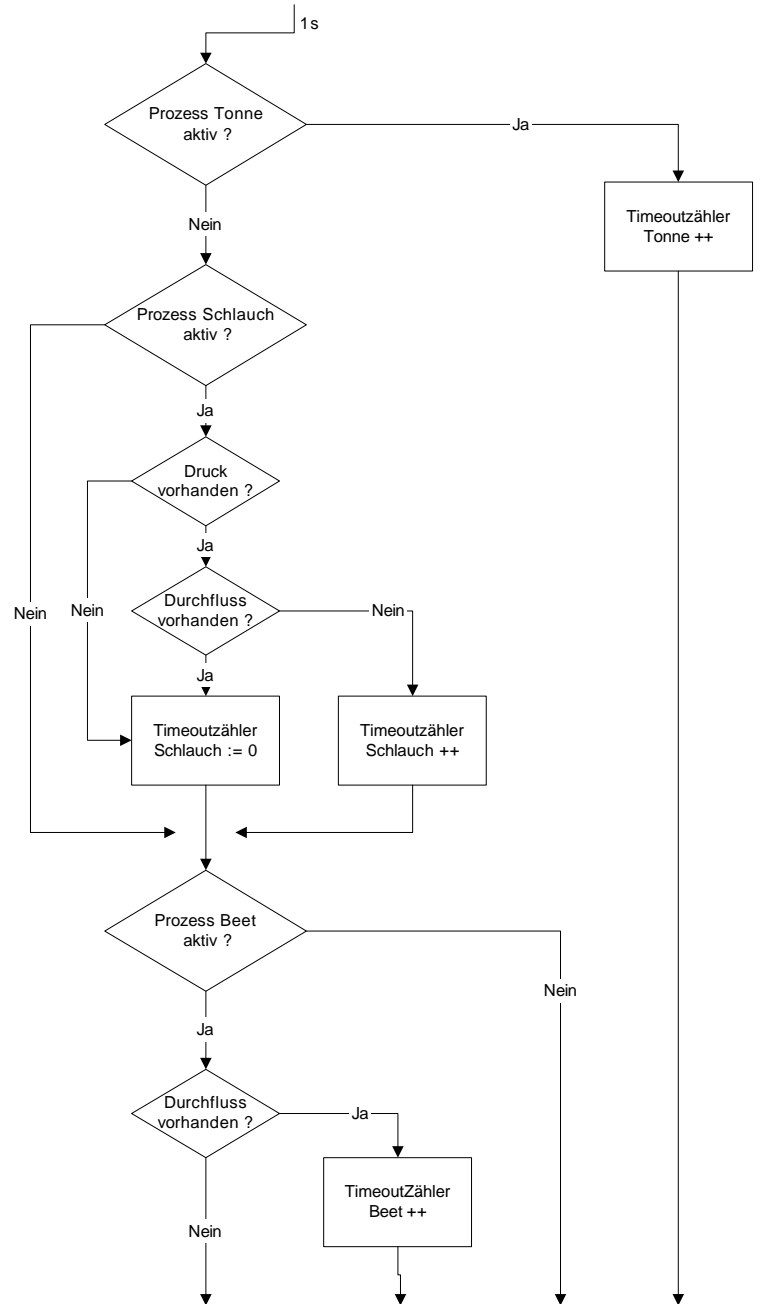 1s
Prozess Tonne
aktiv ?
Ja
Timeoutzähler
Tonne ++
Nein
Prozess Schlauch
aktiv ?
Ja
Druck
vorhanden ?
Ja
Durchfluss
vorhanden ?
Nein
Nein
Nein
Ja
Timeoutzähler
Schlauch := 0
Timeoutzähler
Schlauch ++
Prozess Beet
aktiv ?
Nein
Ja
Durchfluss
vorhanden ?
Ja
TimeoutZähler
Beet ++
Nein